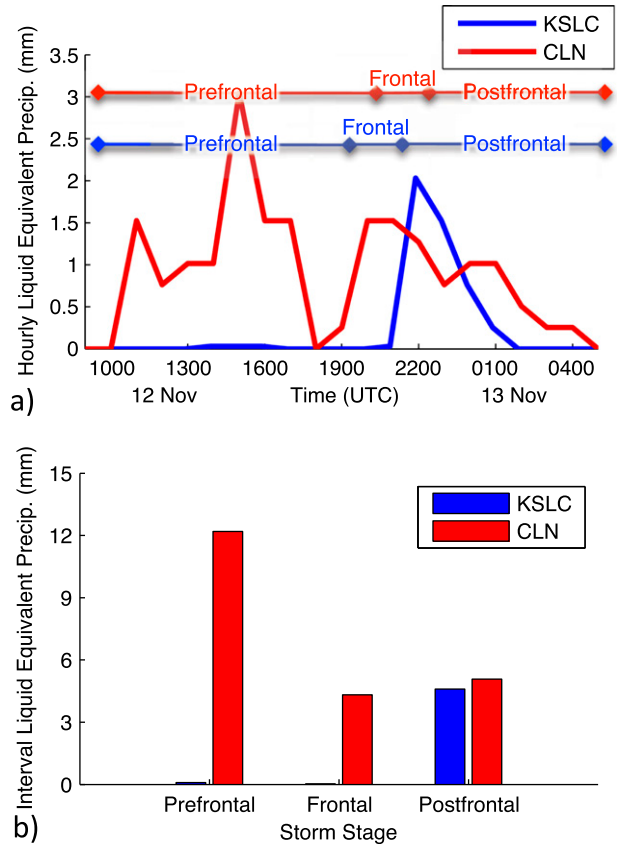 KSLC
CLN
Hourly Liquid Equivalent Precip. (mm)
3.5
3
2.5
2
1.5
1
0.5
0
Prefrontal Frontal Postfrontal
Prefrontal Frontal Postfrontal
1000 1300 1600 1900 2200 0100 0400
12 Nov Time (UTC) 13 Nov
a)
Interval Liquid Equivalent Precip. (mm)
15
12
9
6
3
0
KSLC
CLN
Prefrontal Frontal Postfrontal
Storm Stage
b)